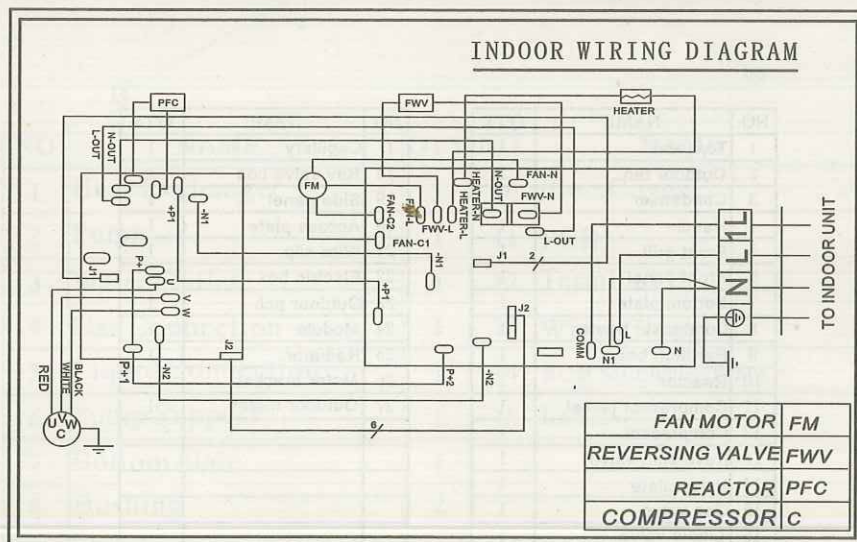 INDOOR WIRING DIAGRAM
PFC
FWV
HEATER
L-OUT
N-OUT
+P1
-N1
FM
FAN-C2
FAN-L
FWV-L
HEATER-N
HEATER-L
N-OUT
FAN-N
FWV-N
L-OUT
FAN-C1
J1
P+
U
V
W
-N1
+P1
J1
2
J2
J2
COMM
L
N1
N
N L 1L
TO INDOOR UNIT
P+1
-N2
P+2
-N2
6
RED
WHITE
BLACK
U V W
C
FAN MOTOR FM
REVERSING VALVE FWV
REACTOR PFC
COMPRESSOR C